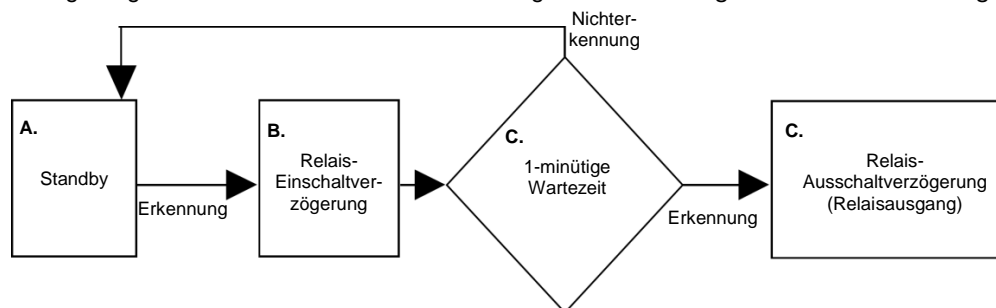 Nichter-
kennung
A.
Standby
Erkennung
B.
Relais-
Einschaltver-
zögerung
C.
1-minütige
Wartezeit
Erkennung
C.
Relais-
Ausschaltverzögerung
(Relaisausgang)